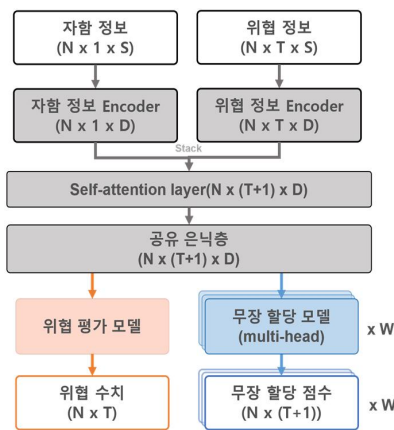 자함 정보
(N x 1 x S)
위협 정보
(N x T x S)
자함 정보 Encoder
(N x 1 x D)
위협 정보 Encoder
(N x T x D)
Stack
Self-attention layer(N x (T+1) x D)
공유 은닉층
(N x (T+1) x D)
위협 평가 모델
무장 할당 모델
(multi-head)
x W
위협 수치
(N x T)
무장 할당 점수
(N x (T+1))
x W